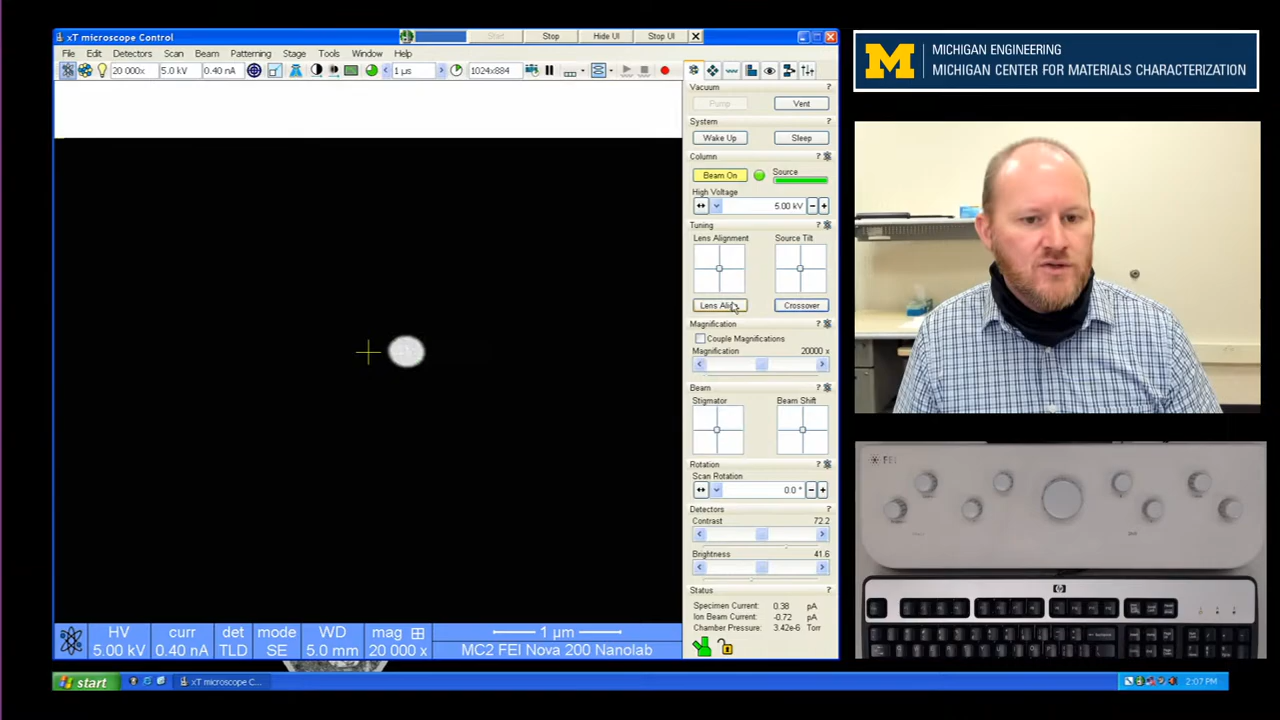 xT microscope Control
Start
Stop
Hide UI
Stop UI
File Edit Detectors Scan Beam Patterning Stage Tools Window Help
20 000x
5.0 kV
0.40 nA
1 µs
1024x884
Vacuum ?
Pump
Vent
System ?
Wake Up
Sleep
Column ?
Beam On
Source
High Voltage
5.00 kV
Tuning ?
Lens Alignment
Source Tilt
Crossover
Magnification ?
Couple Magnifications
Magnification 20000 x
Beam ?
Stigmator
Beam Shift
Rotation ?
Scan Rotation
0.0 °
Detectors ?
Contrast 72.2
Brightness 41.6
Status ?
Specimen Current: 0.38 pA
Ion Beam Current: -0.72 pA
Chamber Pressure: 3.42e-6 Torr
HV curr det mode WD mag
5.00 kV 0.40 nA TLD SE 5.0 mm 20 000 x
1 µm
MC2 FEI Nova 200 Nanolab
start
xT microscope C...
2:07 PM
M
MICHIGAN ENGINEERING
MICHIGAN CENTER FOR MATERIALS CHARACTERIZATION
FEI
hp